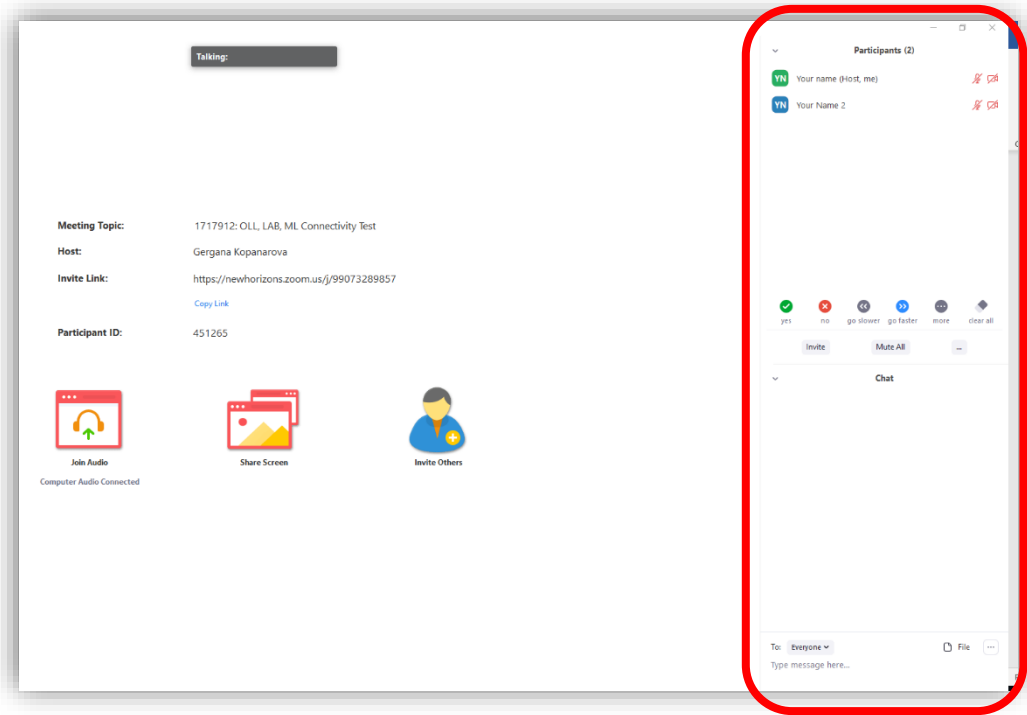 Talking:
Meeting Topic: 1717912: OLL, LAB, ML Connectivity Test
Host: Gergana Kopanarova
Invite Link: https://newhorizons.zoom.us/j/99073289857
Copy Link
Participant ID: 451265
Join Audio
Share Screen
Invite Others
Computer Audio Connected
Participants (2)
YN Your name (Host, me)
YN Your Name 2
yes no go slower go faster more clear all
Invite Mute All ...
Chat
To: Everyone File ...
Type message here...